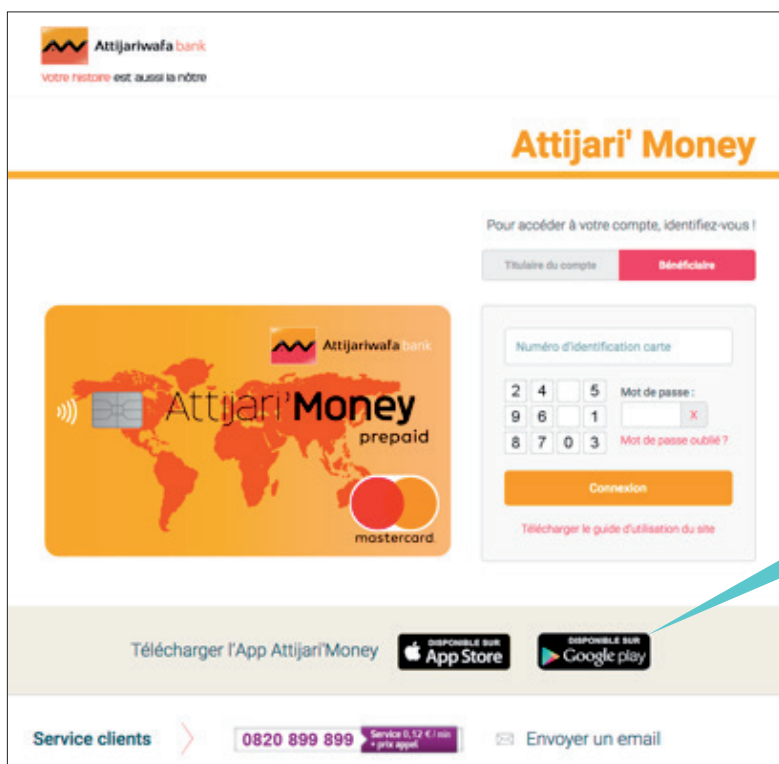 Attijariwafa bank
Votre histoire est aussi la nôtre
Attijari' Money
Pour accéder à votre compte, identifiez-vous !
Titulaire du compte
Bénéficiaire
Attijariwafa bank
Attijari'Money
prepaid
mastercard.
Numéro d'identification carte
2 4 5
9 6 1
8 7 0 3
Mot de passe :
X
Mot de passe oublié ?
Connexion
Télécharger le guide d'utilisation du site
Télécharger l'App Attijari'Money
DISPONIBLE SUR
App Store
DISPONIBLE SUR
Google play
Service clients
0820 899 899
Service 0,12 € / min
+ prix appel
Envoyer un email